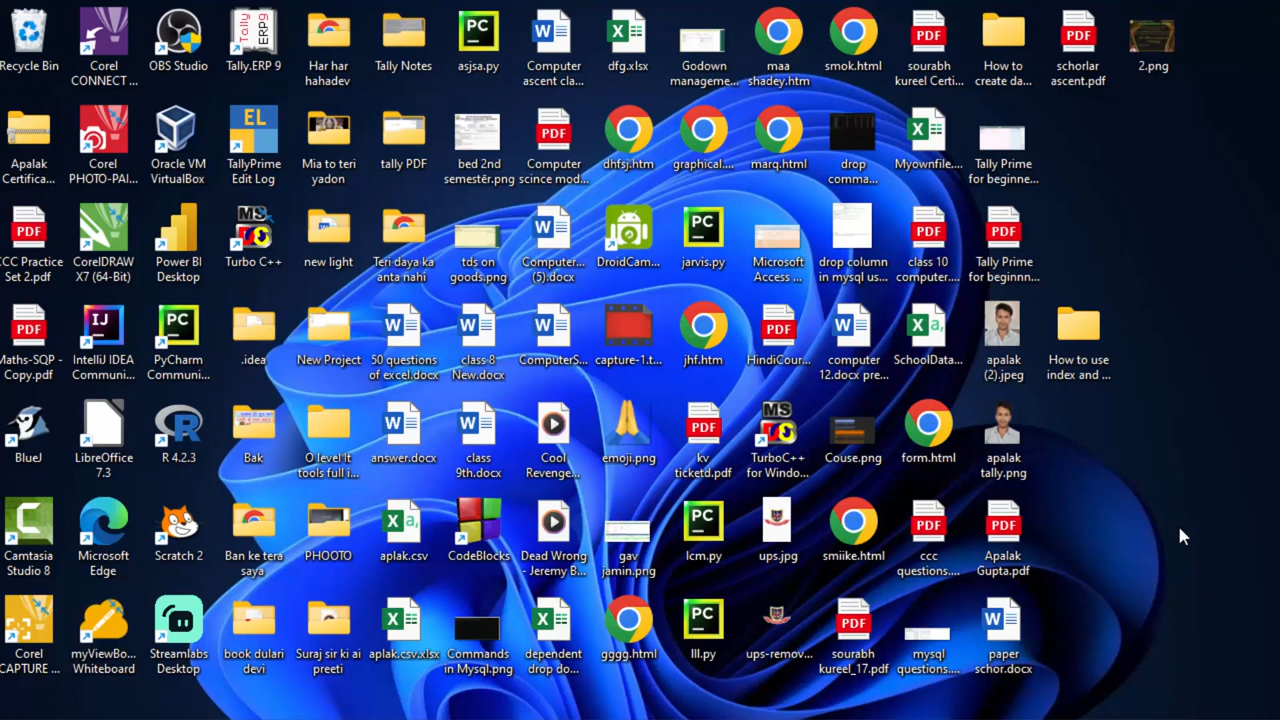 Recycle Bin
Corel
CONNECT ...
OBS Studio
Tally.ERP 9
Har har
hahadev
Tally Notes
asjsa.py
Computer
ascent cla...
dfg.xlsx
Godown
manageme...
maa
shadey.htm
smok.html
sourabh
kureel Certi...
How to
create da...
schorlar
ascent.pdf
2.png
Apalak
Certifica...
Corel
PHOTO-PAI...
Oracle VM
VirtualBox
TallyPrime
Edit Log
Mia to teri
yadon
tally PDF
bed 2nd
semester.png
Computer
scince mod...
dhfsj.htm
graphical....
marq.html
drop
comma...
Myownfile....
Tally Prime
for beginne...
CCC Practice
Set 2.pdf
CorelDRAW
X7 (64-Bit)
Power BI
Desktop
Turbo C++
new light
Teri daya ka
anta nahi
tds on
goods.png
Computer...
(5).docx
DroidCam...
jarvis.py
Microsoft
Access ...
drop column
in mysql us...
class 10
computer....
Tally Prime
for beginnn...
Maths-SQP -
Copy.pdf
IntelliJ IDEA
Communi...
PyCharm
Communi...
.idea
New Project
50 questions
of excel.docx
class 8
New.docx
ComputerS...
capture-1.t...
jhf.htm
HindiCour...
computer
12.docx pre...
SchoolData...
apalak
(2).jpeg
How to use
index and ...
BlueJ
LibreOffice
7.3
R 4.2.3
Bak
O level It
tools full i...
answer.docx
class
9th.docx
Cool
Revenge...
emoji.png
kv
ticketd.pdf
TurboC++
for Windo...
Couse.png
form.html
apalak
tally.png
Camtasia
Studio 8
Microsoft
Edge
Scratch 2
Ban ke tera
saya
PHOOTO
aplak.csv
CodeBlocks
Dead Wrong
- Jeremy B...
gav
jamin.png
lcm.py
ups.jpg
smiike.html
ccc
questions....
Apalak
Gupta.pdf
Corel
CAPTURE ...
myViewBo...
Whiteboard
Streamlabs
Desktop
book dulari
devi
Suraj sir ki ai
preeti
aplak.csv.xlsx
Commands
in Mysql.png
dependent
drop do...
gggg.html
lll.py
ups-remov...
sourabh
kureel_17.pdf
mysql
questions....
paper
schor.docx